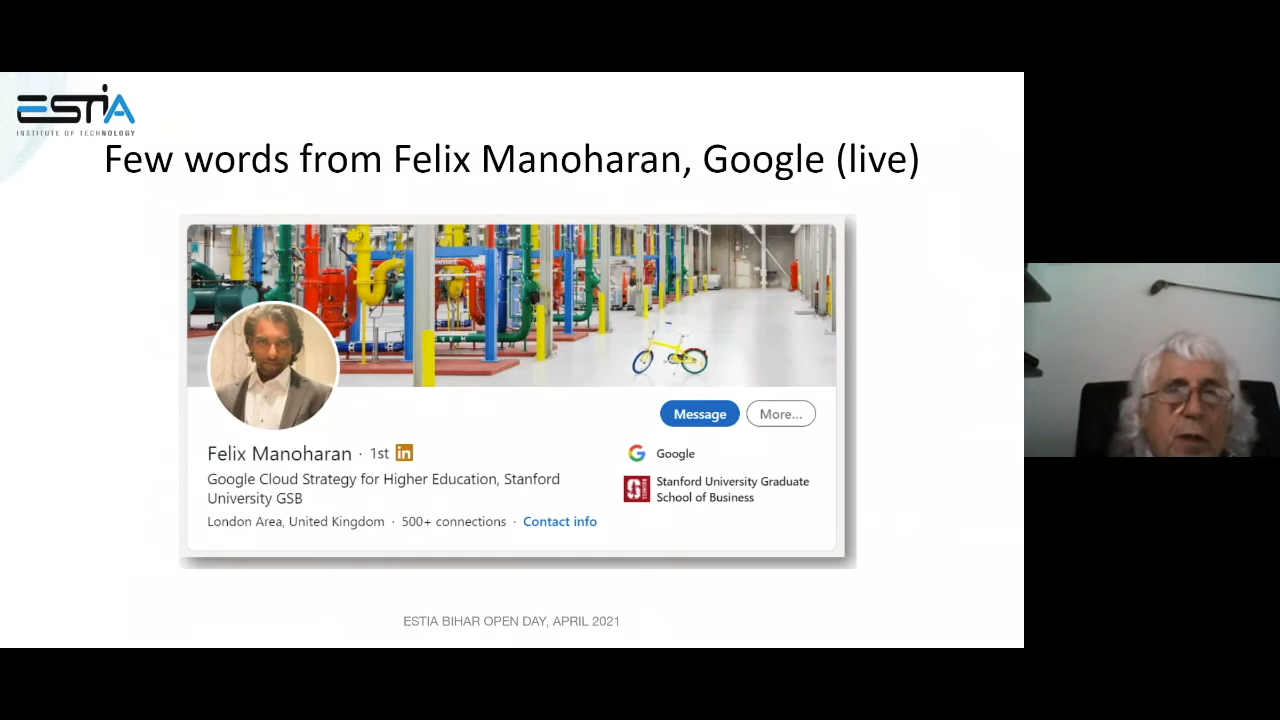 ESTIA
INSTITUTE OF TECHNOLOGY
Few words from Felix Manoharan, Google (live)
Message
More...
Felix Manoharan · 1st in
Google
Google Cloud Strategy for Higher Education, Stanford
University GSB
Stanford University Graduate
School of Business
London Area, United Kingdom · 500+ connections · Contact info
ESTIA BIHAR OPEN DAY, APRIL 2021